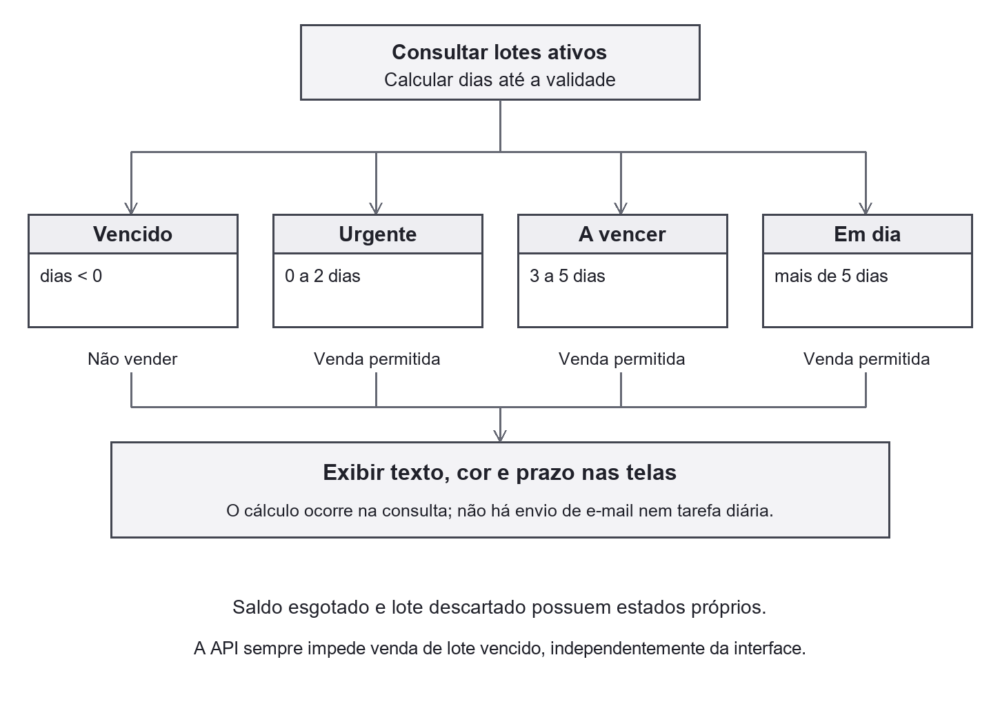 Consultar lotes ativos
Calcular dias até a validade
Vencido
dias < 0
Não vender
Urgente
0 a 2 dias
Venda permitida
A vencer
3 a 5 dias
Venda permitida
Em dia
mais de 5 dias
Venda permitida
Exibir texto, cor e prazo nas telas
O cálculo ocorre na consulta; não há envio de e-mail nem tarefa diária.
Saldo esgotado e lote descartado possuem estados próprios.
A API sempre impede venda de lote vencido, independentemente da interface.